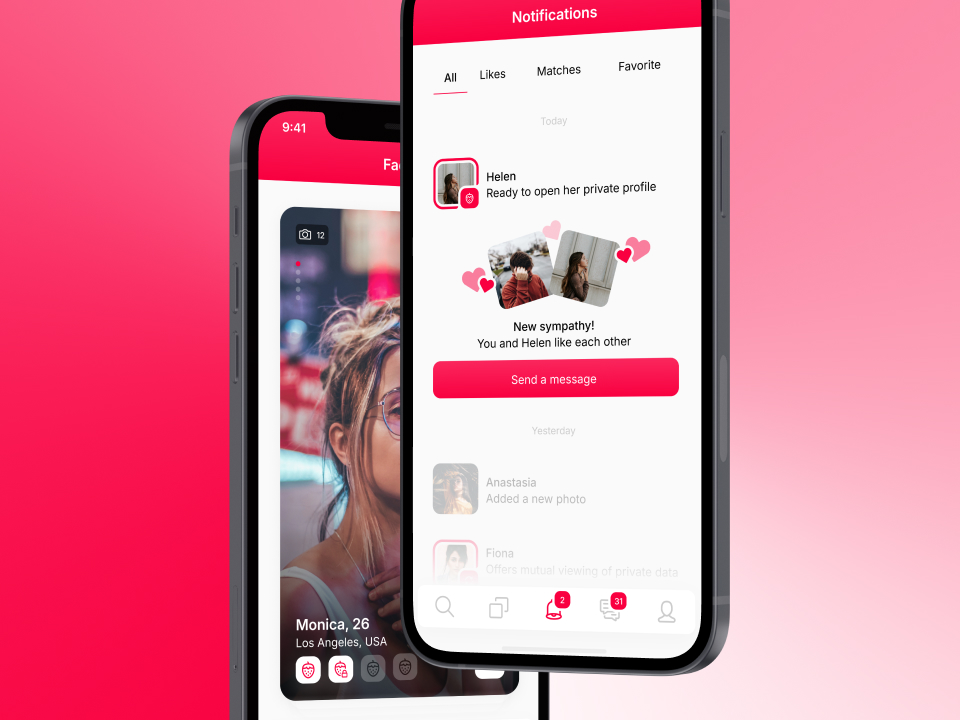 Notifications
All
Likes
Matches
Favorite
Today
Helen
Ready to open her private profile
New sympathy!
You and Helen like each other
Send a message
Yesterday
Anastasia
Added a new photo
Fiona
Offers mutual viewing of private data
2
31
9:41
12
Monica, 26
Los Angeles, USA